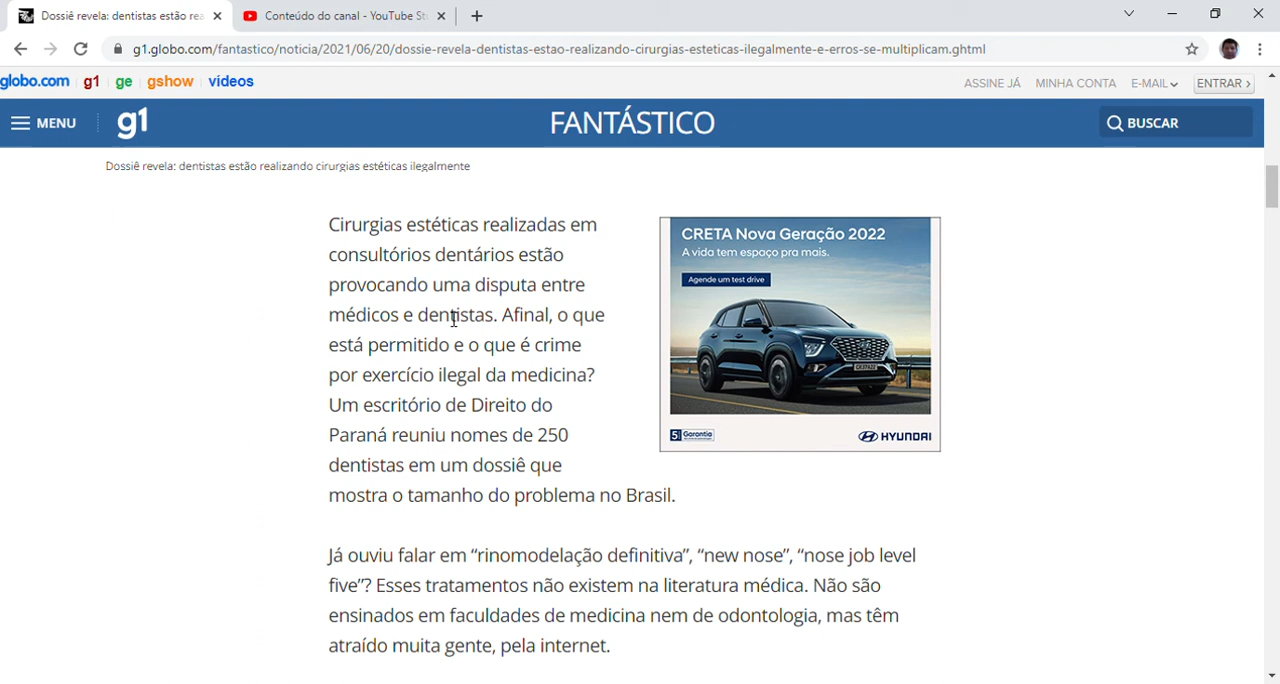 Dossiê revela: dentistas estão rea
Conteúdo do canal - YouTube St
g1.globo.com/fantastico/noticia/2021/06/20/dossie-revela-dentistas-estao-realizando-cirurgias-esteticas-ilegalmente-e-erros-se-multiplicam.ghtml
globo.com g1 ge gshow videos ASSINE JÁ MINHA CONTA E-MAIL ENTRAR ›
MENU g1 FANTÁSTICO BUSCAR
Dossiê revela: dentistas estão realizando cirurgias estéticas ilegalmente
Cirurgias estéticas realizadas em
consultórios dentários estão
provocando uma disputa entre
médicos e dentistas. Afinal, o que
está permitido e o que é crime
por exercício ilegal da medicina?
Um escritório de Direito do
Paraná reuniu nomes de 250
dentistas em um dossiê que
mostra o tamanho do problema no Brasil.
CRETA Nova Geração 2022
A vida tem espaço pra mais.
Agende um test drive
5 Garantia HYUNDAI
Já ouviu falar em “rinomodelação definitiva”, “new nose”, “nose job level
five”? Esses tratamentos não existem na literatura médica. Não são
ensinados em faculdades de medicina nem de odontologia, mas têm
atraído muita gente, pela internet.